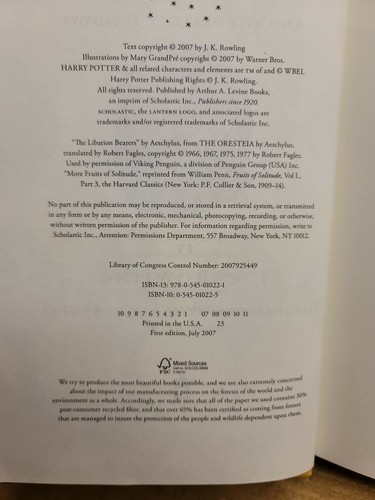 Text copyright © 2007 by J. K. Rowling
Illustrations by Mary GrandPré copyright © 2007 by Warner Bros.
HARRY POTTER & all related characters and elements are TM of and © WBEI.
Harry Potter Publishing Rights © J. K. Rowling.
All rights reserved. Published by Arthur A. Levine Books,
an imprint of Scholastic Inc., Publishers since 1920.
SCHOLASTIC, the LANTERN LOGO, and associated logos are
trademarks and/or registered trademarks of Scholastic Inc.
"The Libation Bearers" by Aeschylus, from THE ORESTEIA by Aeschylus,
translated by Robert Fagles, copyright © 1966, 1967, 1975, 1977 by Robert Fagles.
Used by permission of Viking Penguin, a division of Penguin Group (USA) Inc.
"More Fruits of Solitude," reprinted from William Penn, Fruits of Solitude, Vol I.,
Part 3, the Harvard Classics (New York: P.F. Collier & Son, 1909–14).
No part of this publication may be reproduced, or stored in a retrieval system, or transmitted
in any form or by any means, electronic, mechanical, photocopying, recording, or otherwise,
without written permission of the publisher. For information regarding permission, write to
Scholastic Inc., Attention: Permissions Department, 557 Broadway, New York, NY 10012.
Library of Congress Control Number: 2007925449
ISBN-13: 978-0-545-01022-1
ISBN-10: 0-545-01022-5
10 9 8 7 6 5 4 3 2 1 07 08 09 10 11
Printed in the U.S.A. 23
First edition, July 2007
FSC Mixed Sources
We try to produce the most beautiful books possible, and we are also extremely concerned
about the impact of our manufacturing process on the forests of the world and the
environment as a whole. Accordingly, we made sure that all of the paper we used contains 30%
post-consumer recycled fiber, and that over 65% has been certified as coming from forests
that are managed to insure the protection of the people and wildlife dependent upon them.